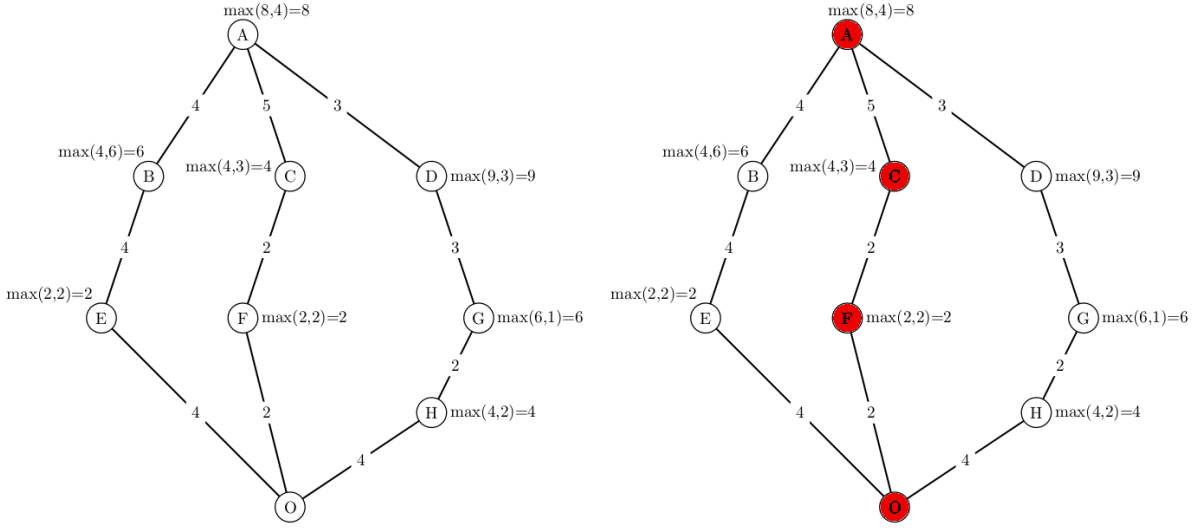 max(8,4)=8
A
4
5
3
max(4,6)=6
B
max(4,3)=4
C
D
max(9,3)=9
4
2
3
max(2,2)=2
E
F
max(2,2)=2
G
max(6,1)=6
2
4
2
H
max(4,2)=4
4
O
max(8,4)=8
A
4
5
3
max(4,6)=6
B
max(4,3)=4
C
D
max(9,3)=9
4
2
3
max(2,2)=2
E
F
max(2,2)=2
G
max(6,1)=6
2
4
2
H
max(4,2)=4
4
O